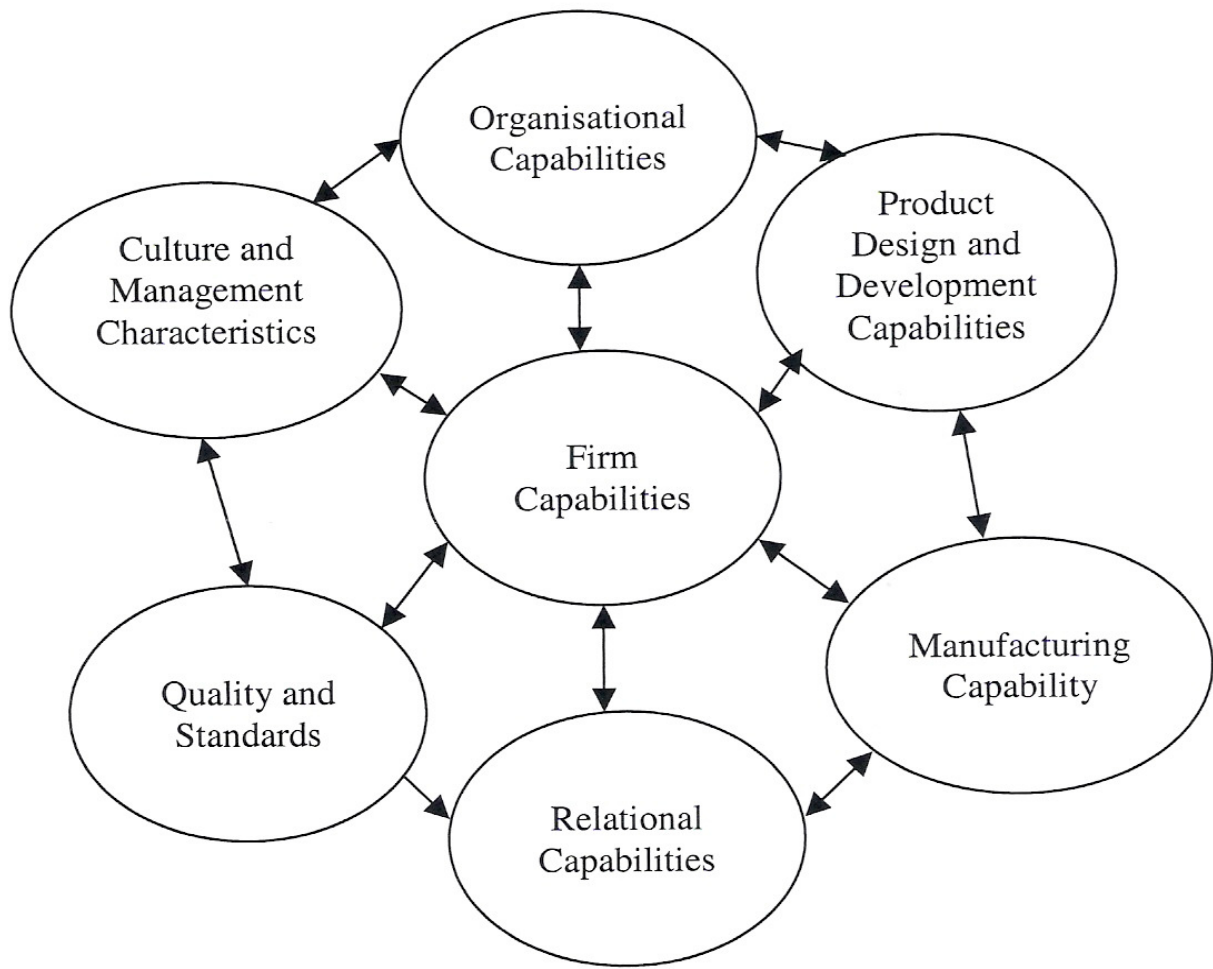 Organisational
Capabilities
Product
Design and
Development
Capabilities
Culture and
Management
Characteristics
Firm
Capabilities
Manufacturing
Capability
Quality and
Standards
Relational
Capabilities